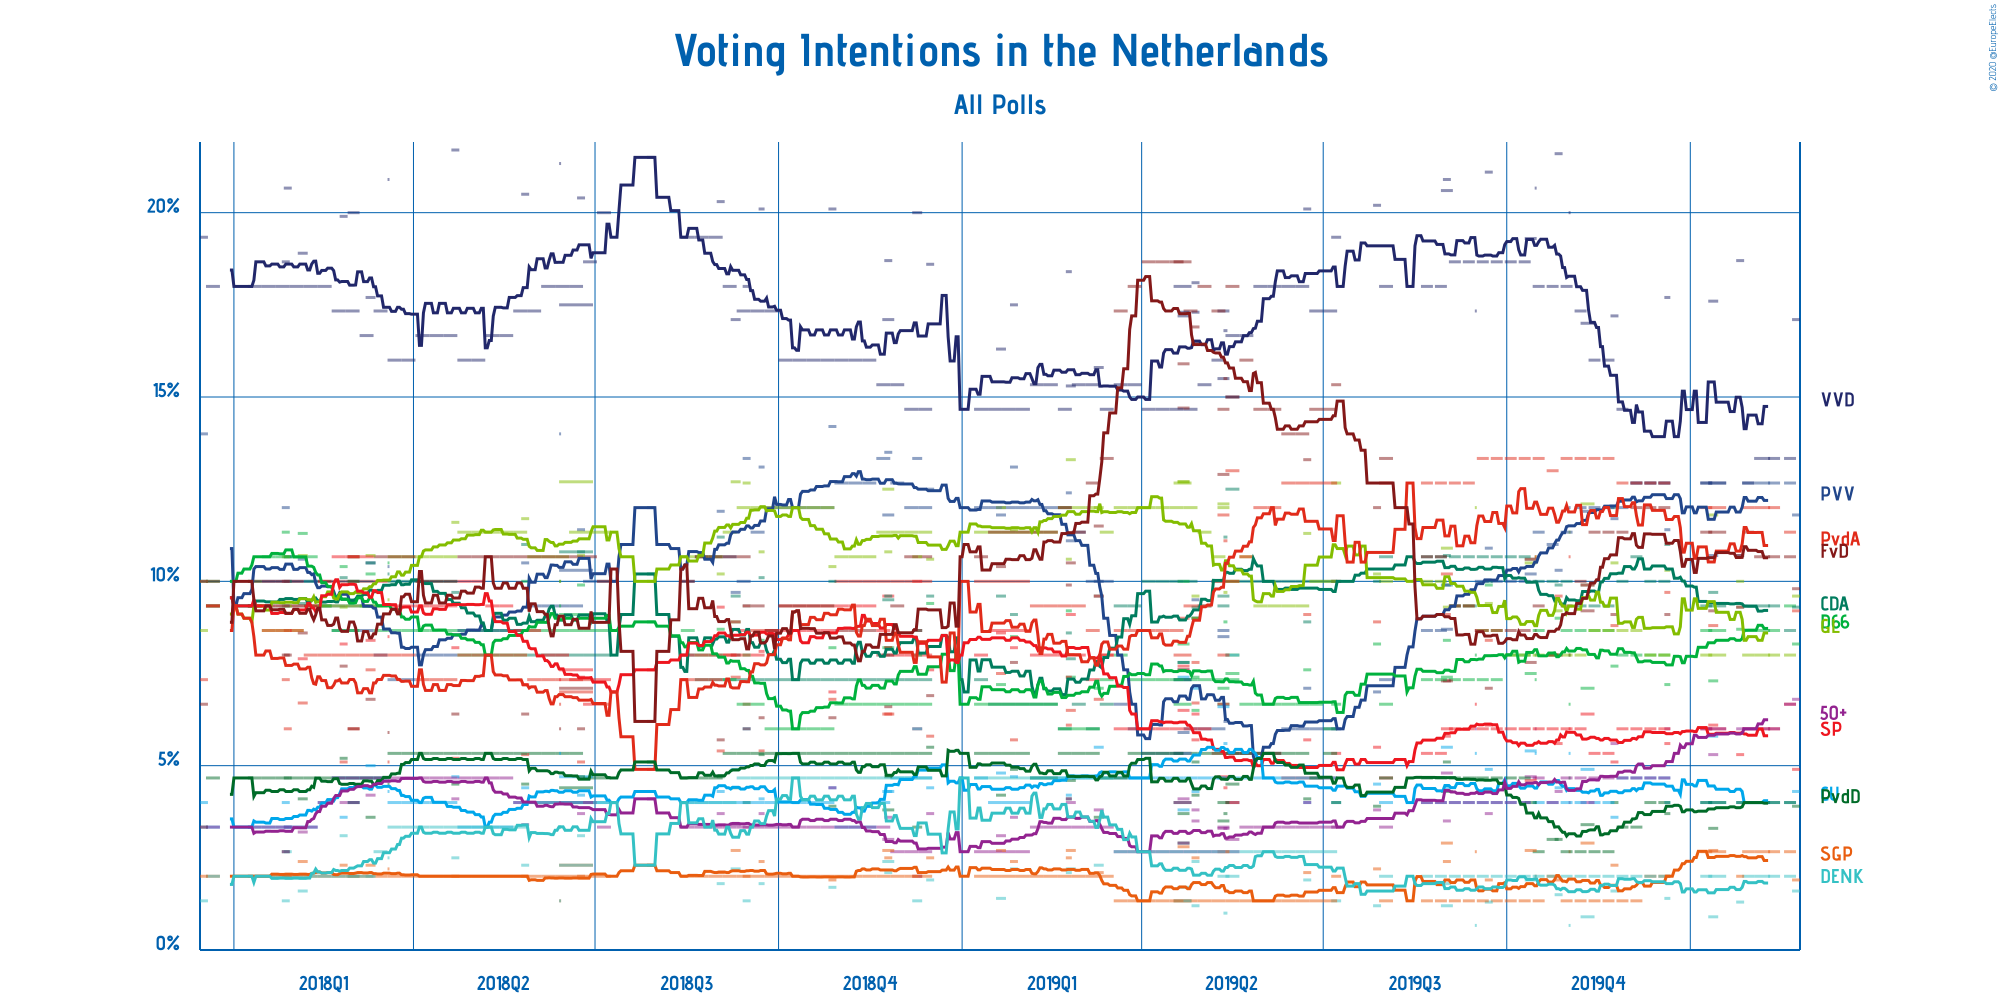 Voting Intentions in the Netherlands
All Polls
© 2020 @EuropeElects
20%
15%
10%
5%
0%
VVD
PVV
PvdA
FvD
CDA
D66
GL
50+
SP
CU
PvdD
SGP
DENK
2018Q1 2018Q2 2018Q3 2018Q4 2019Q1 2019Q2 2019Q3 2019Q4